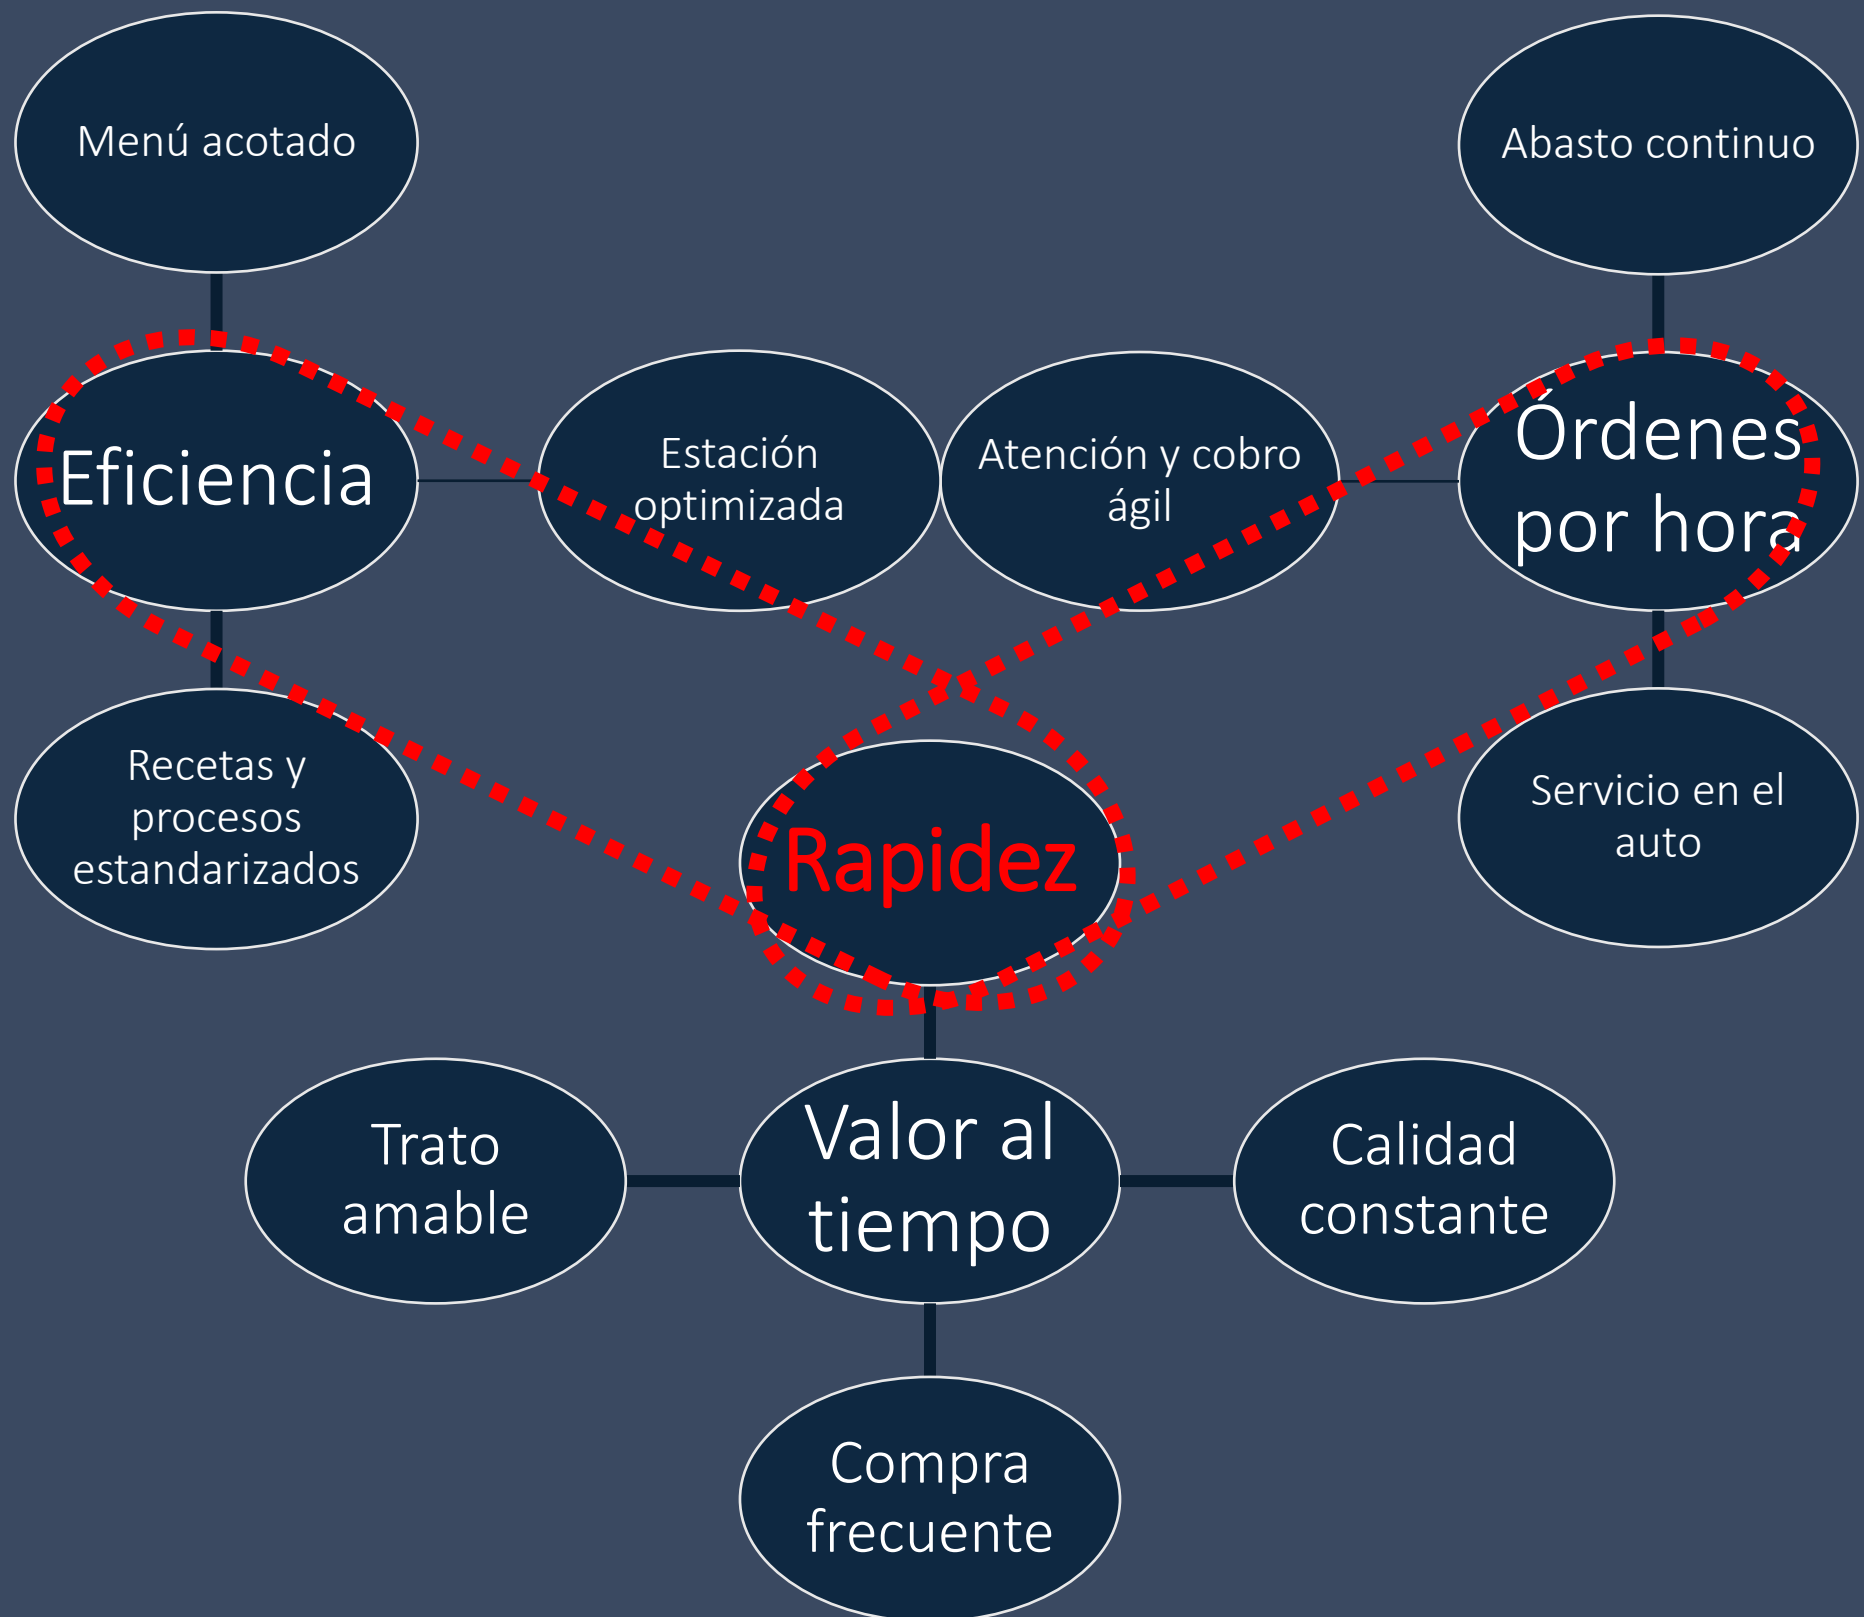 Menú acotado
Abasto continuo
Eficiencia
Estación
optimizada
Atención y cobro
ágil
Órdenes
por hora
Recetas y
procesos
estandarizados
Rapidez
Servicio en el
auto
Trato
amable
Valor al
tiempo
Calidad
constante
Compra
frecuente